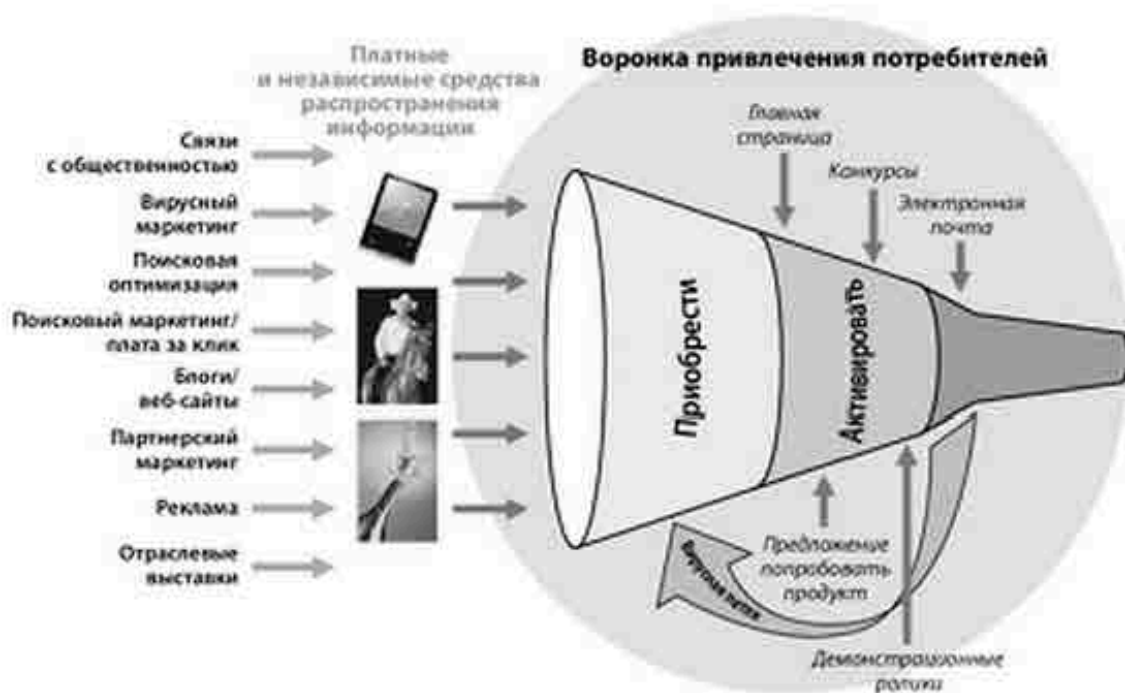 Платные
и независимые средства
распространения
информации
Воронка привлечения потребителей
Связи
с общественностью
Вирусный
маркетинг
Поисковая
оптимизация
Поисковый маркетинг/
плата за клик
Блоги/
веб-сайты
Партнерский
маркетинг
Реклама
Отраслевые
выставки
Главная
страница
Конкурсы
Электронная
почта
Приобрести
Активировать
Вирусная петля
Предложение
попробовать
продукт
Демонстрационные
ролики